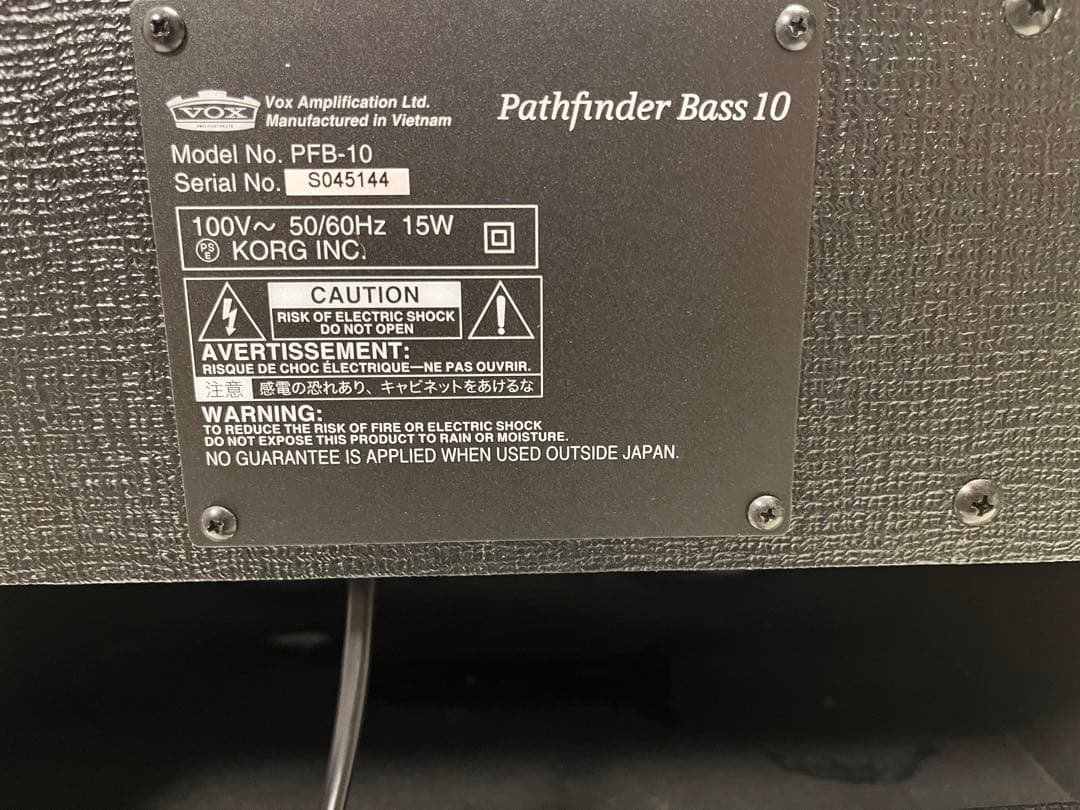 VOX
Vox Amplification Ltd.
Manufactured in Vietnam
Pathfinder Bass 10
Model No. PFB-10
Serial No. S045144
100V~ 50/60Hz 15W
PSE KORG INC.
CAUTION
RISK OF ELECTRIC SHOCK
DO NOT OPEN
AVERTISSEMENT:
RISQUE DE CHOC ÉLECTRIQUE—NE PAS OUVRIR.
注意 感電の恐れあり、キャビネットをあけるな
WARNING:
TO REDUCE THE RISK OF FIRE OR ELECTRIC SHOCK
DO NOT EXPOSE THIS PRODUCT TO RAIN OR MOISTURE.
NO GUARANTEE IS APPLIED WHEN USED OUTSIDE JAPAN.